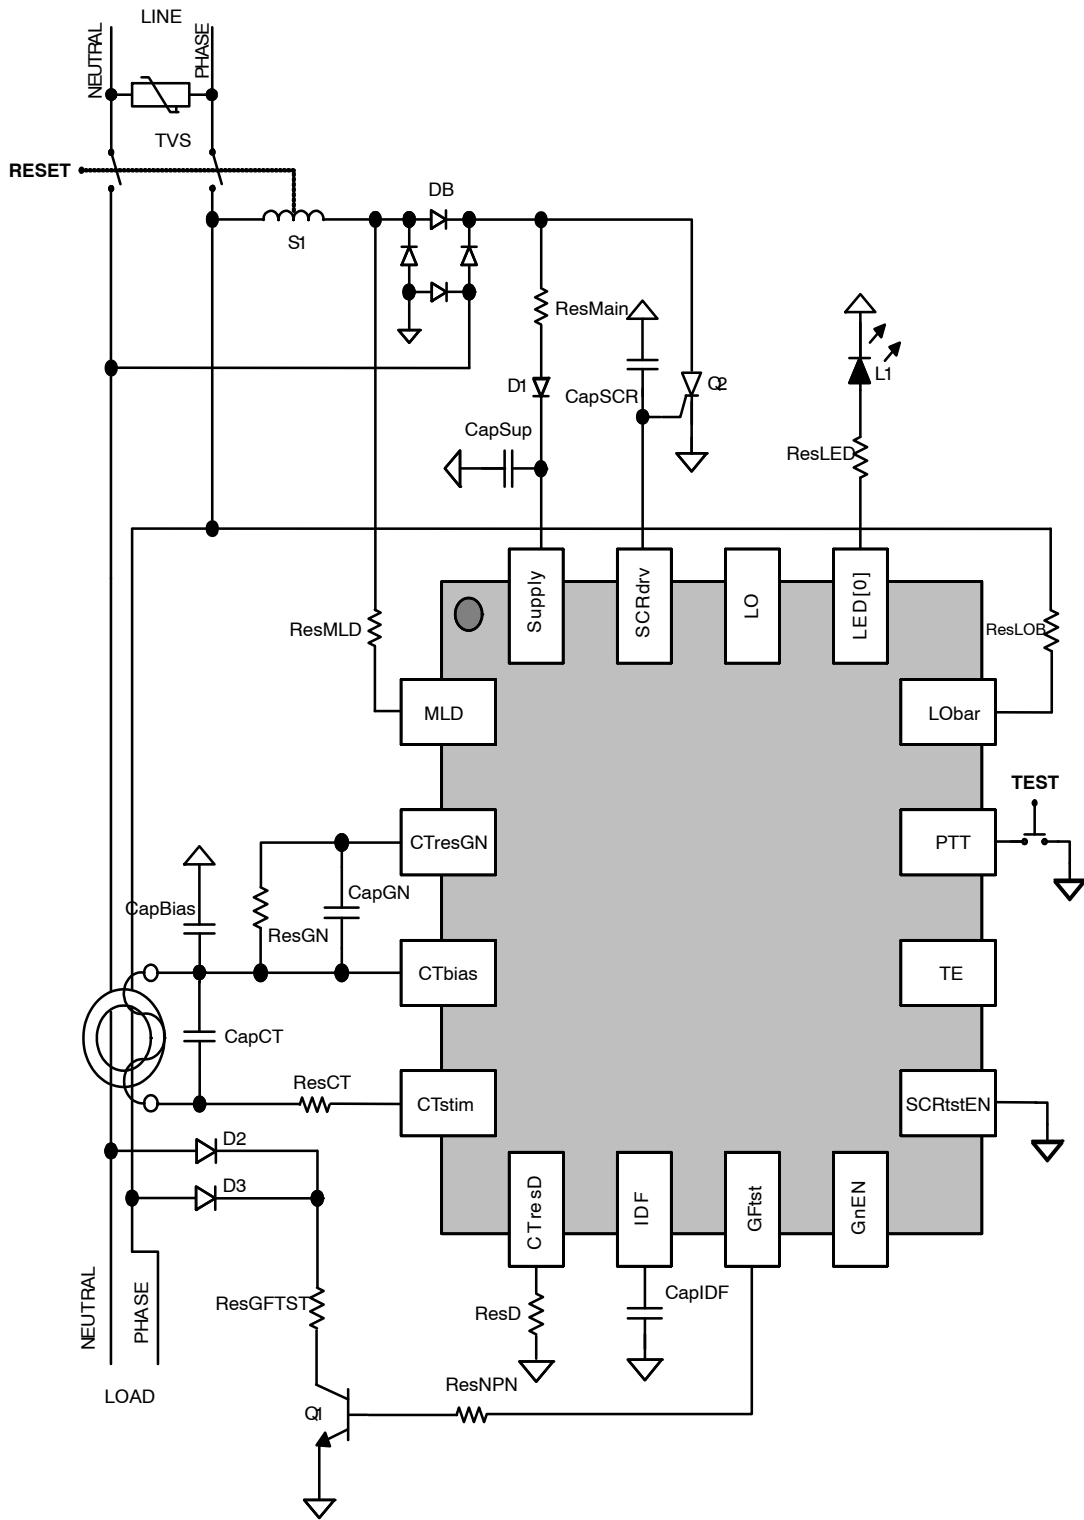 LINE
NEUTRAL
PHASE
TVS
RESET
DB
S1
ResMain
D1
CapSCR
Q2
L1
CapSup
ResLED
Supply
SCRdrv
LO
LED[0]
ResMLD
ResLOB
MLD
LObar
TEST
CTresGN
PTT
CapGN
CapBias
ResGN
CTbias
TE
CapCT
ResCT
CTstim
SCRtstEN
D2
D3
CTresD
IDF
GFtst
GnEN
NEUTRAL
PHASE
ResGFTST
ResD
CapIDF
LOAD
ResNPN
Q1